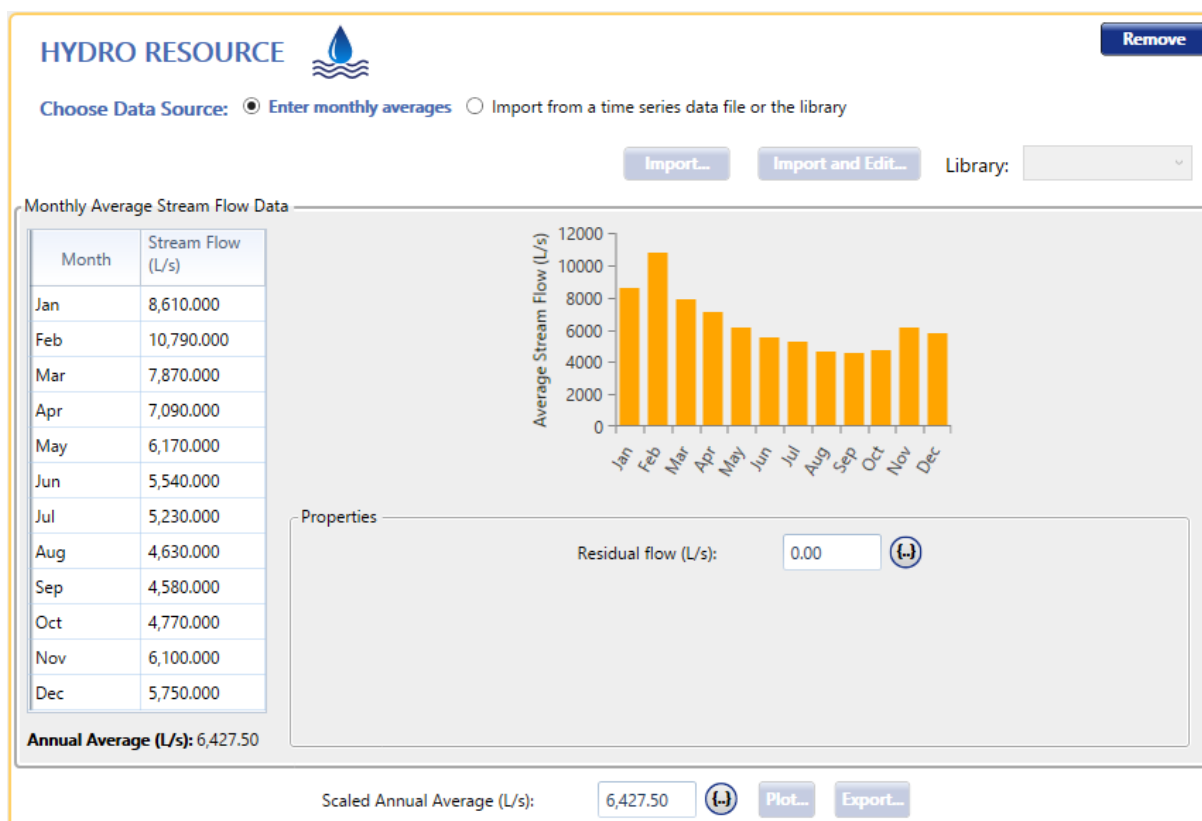 Remove
HYDRO RESOURCE
Choose Data Source: Enter monthly averages Import from a time series data file or the library
Import... Import and Edit... Library:
Monthly Average Stream Flow Data
Month Stream Flow (L/s)
Jan 8,610.000
Feb 10,790.000
Mar 7,870.000
Apr 7,090.000
May 6,170.000
Jun 5,540.000
Jul 5,230.000
Aug 4,630.000
Sep 4,580.000
Oct 4,770.000
Nov 6,100.000
Dec 5,750.000
Annual Average (L/s): 6,427.50
Average Stream Flow (L/s)
12000
10000
8000
6000
4000
2000
0
Jan Feb Mar Apr May Jun Jul Aug Sep Oct Nov Dec
Properties
Residual flow (L/s): 0.00 {..}
Scaled Annual Average (L/s): 6,427.50 {..} Plot... Export...